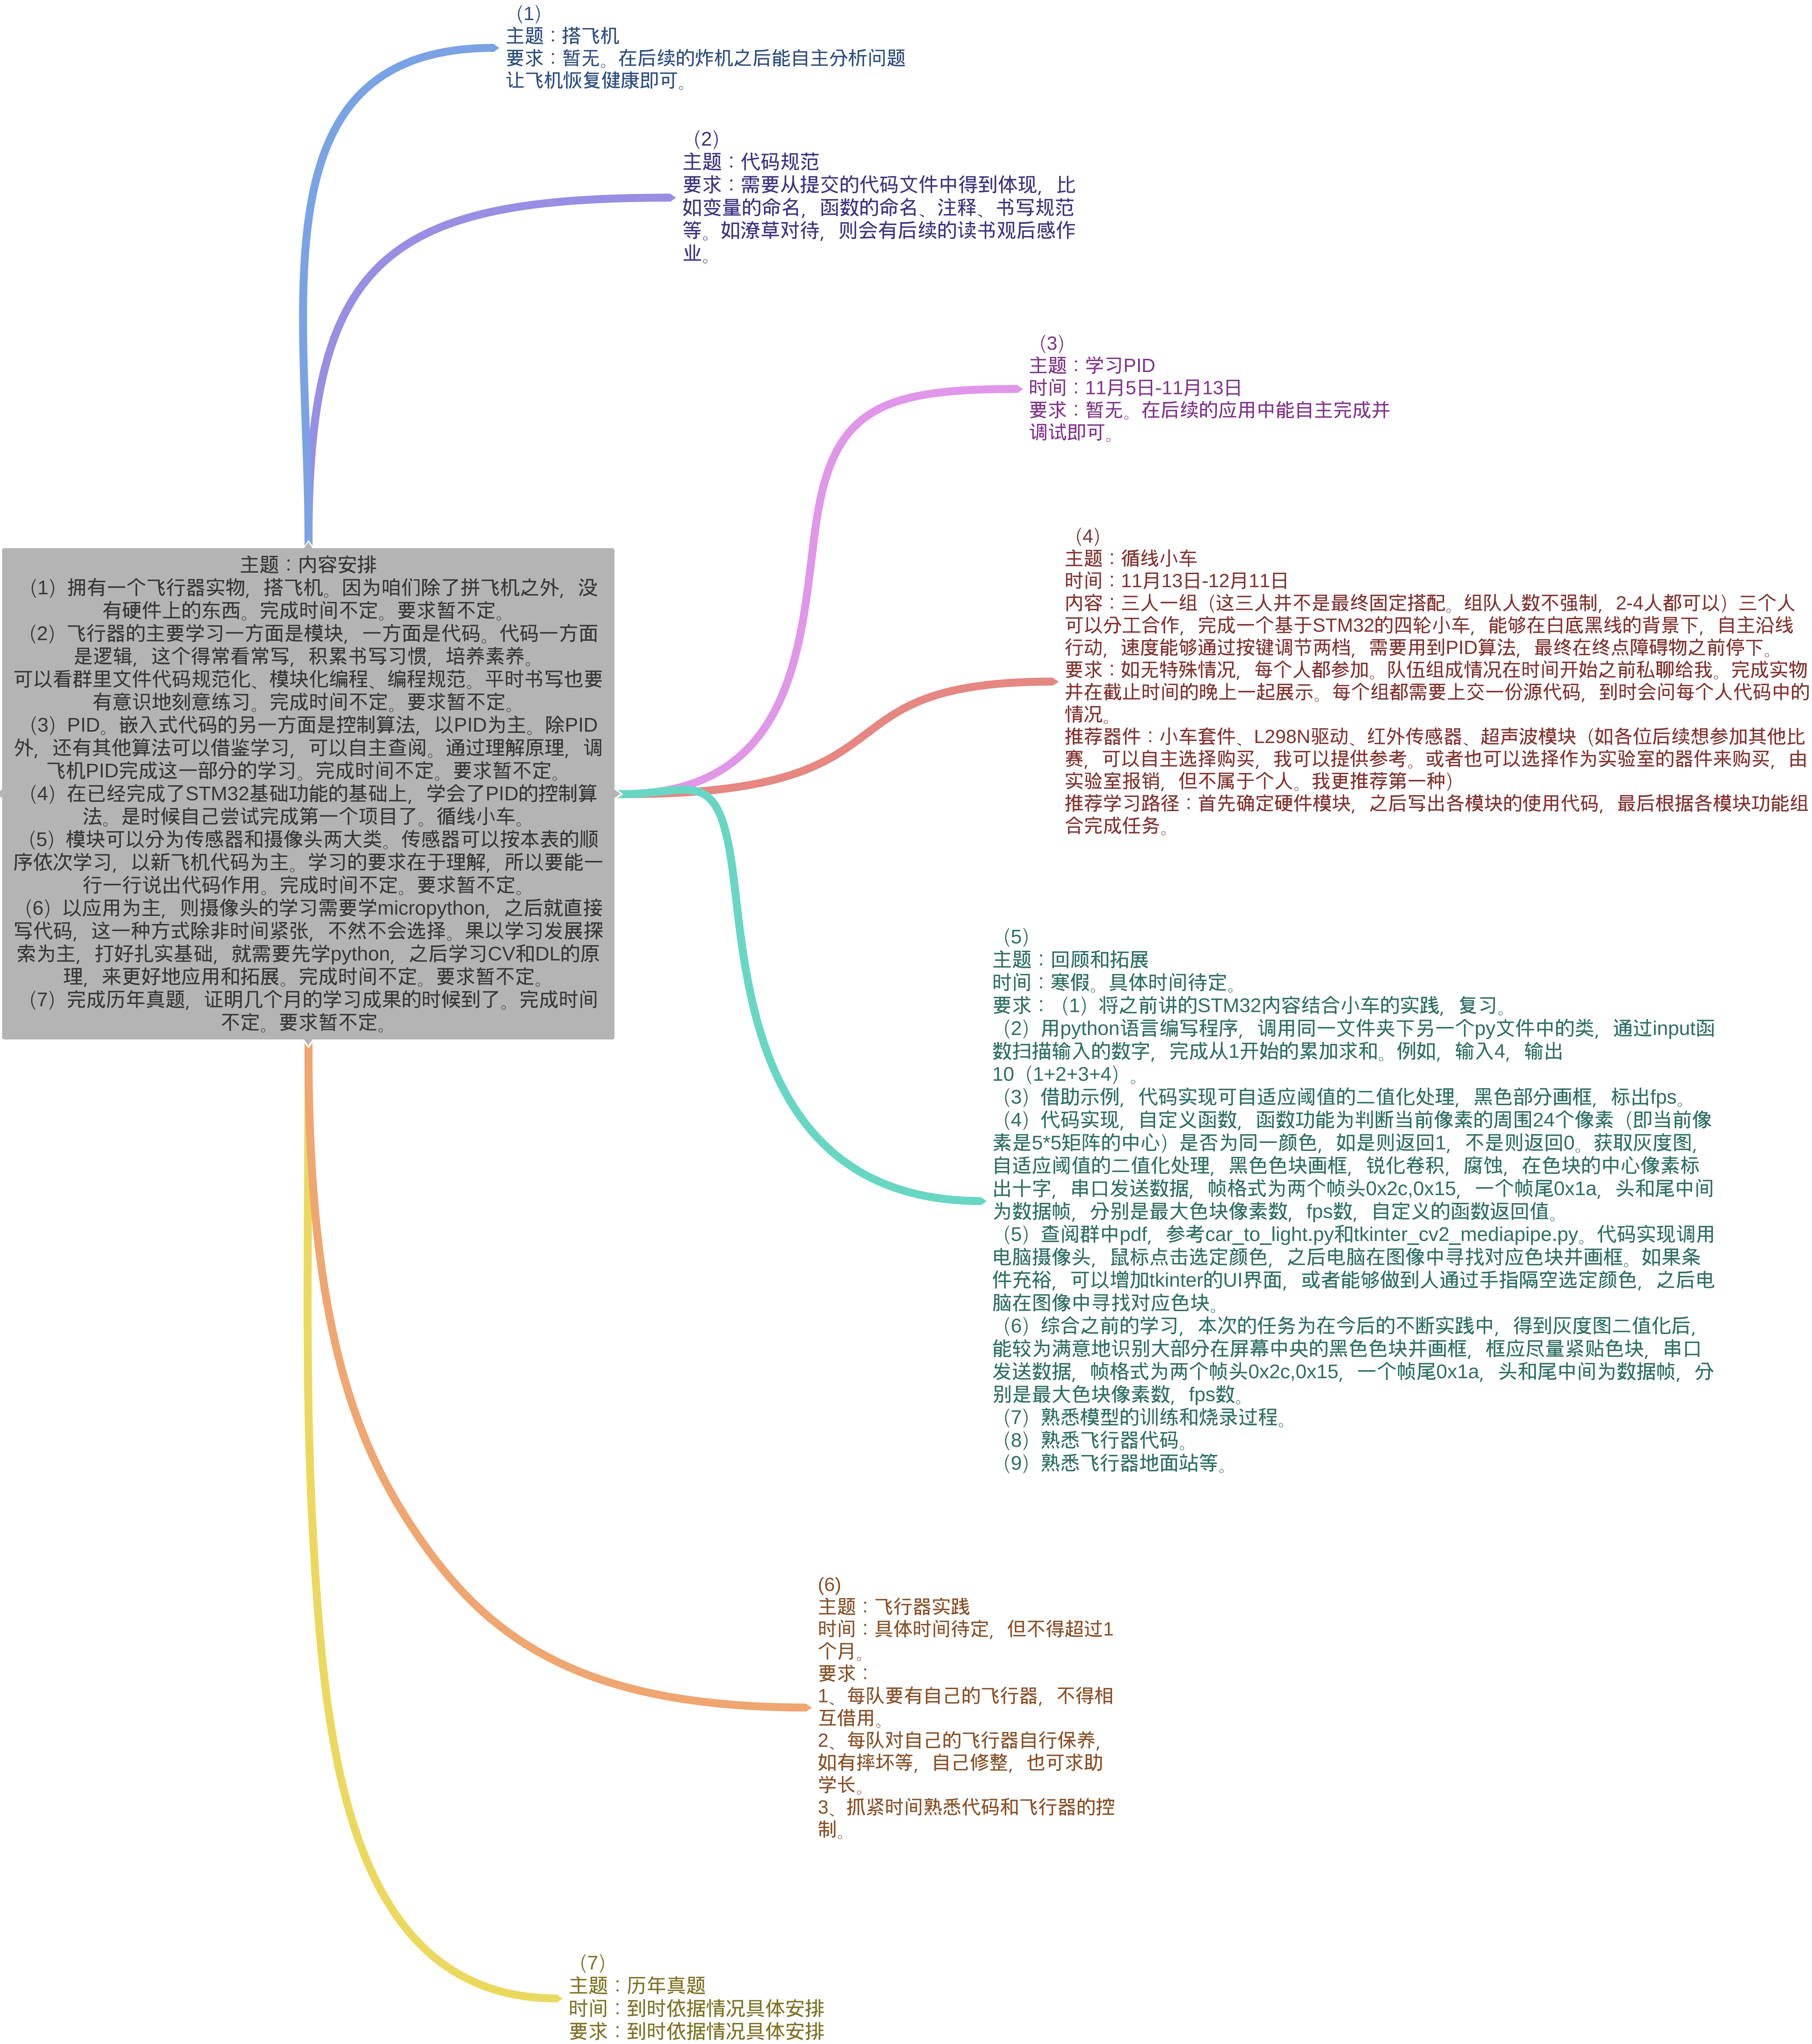 （1）
主题：搭飞机
要求：暂无。在后续的炸机之后能自主分析问题
让飞机恢复健康即可。
（2）
主题：代码规范
要求：需要从提交的代码文件中得到体现，比
如变量的命名，函数的命名、注释、书写规范
等。如潦草对待，则会有后续的读书观后感作
业。
（3）
主题：学习PID
时间：11月5日-11月13日
要求：暂无。在后续的应用中能自主完成并
调试即可。
（4）
主题：循线小车
时间：11月13日-12月11日
内容：三人一组（这三人并不是最终固定搭配。组队人数不强制，2-4人都可以）三个人
可以分工合作，完成一个基于STM32的四轮小车，能够在白底黑线的背景下，自主沿线
行动，速度能够通过按键调节两档，需要用到PID算法，最终在终点障碍物之前停下。
要求：如无特殊情况，每个人都参加。队伍组成情况在时间开始之前私聊给我。完成实物
并在截止时间的晚上一起展示。每个组都需要上交一份源代码，到时会问每个人代码中的
情况。
推荐器件：小车套件、L298N驱动、红外传感器、超声波模块（如各位后续想参加其他比
赛，可以自主选择购买，我可以提供参考。或者也可以选择作为实验室的器件来购买，由
实验室报销，但不属于个人。我更推荐第一种）
推荐学习路径：首先确定硬件模块，之后写出各模块的使用代码，最后根据各模块功能组
合完成任务。
主题：内容安排
（1）拥有一个飞行器实物，搭飞机。因为咱们除了拼飞机之外，没
有硬件上的东西。完成时间不定。要求暂不定。
（2）飞行器的主要学习一方面是模块，一方面是代码。代码一方面
是逻辑，这个得常看常写，积累书写习惯，培养素养。
可以看群里文件代码规范化、模块化编程、编程规范。平时书写也要
有意识地刻意练习。完成时间不定。要求暂不定。
（3）PID。嵌入式代码的另一方面是控制算法，以PID为主。除PID
外，还有其他算法可以借鉴学习，可以自主查阅。通过理解原理，调
飞机PID完成这一部分的学习。完成时间不定。要求暂不定。
（4）在已经完成了STM32基础功能的基础上，学会了PID的控制算
法。是时候自己尝试完成第一个项目了。循线小车。
（5）模块可以分为传感器和摄像头两大类。传感器可以按本表的顺
序依次学习，以新飞机代码为主。学习的要求在于理解，所以要能一
行一行说出代码作用。完成时间不定。要求暂不定。
（6）以应用为主，则摄像头的学习需要学micropython，之后就直接
写代码，这一种方式除非时间紧张，不然不会选择。果以学习发展探
索为主，打好扎实基础，就需要先学python，之后学习CV和DL的原
理，来更好地应用和拓展。完成时间不定。要求暂不定。
（7）完成历年真题，证明几个月的学习成果的时候到了。完成时间
不定。要求暂不定。
（5）
主题：回顾和拓展
时间：寒假。具体时间待定。
要求：（1）将之前讲的STM32内容结合小车的实践，复习。
（2）用python语言编写程序，调用同一文件夹下另一个py文件中的类，通过input函
数扫描输入的数字，完成从1开始的累加求和。例如，输入4，输出
10（1+2+3+4）。
（3）借助示例，代码实现可自适应阈值的二值化处理，黑色部分画框，标出fps。
（4）代码实现，自定义函数，函数功能为判断当前像素的周围24个像素（即当前像
素是5*5矩阵的中心）是否为同一颜色，如是则返回1，不是则返回0。获取灰度图，
自适应阈值的二值化处理，黑色色块画框，锐化卷积，腐蚀，在色块的中心像素标
出十字，串口发送数据，帧格式为两个帧头0x2c,0x15，一个帧尾0x1a，头和尾中间
为数据帧，分别是最大色块像素数，fps数，自定义的函数返回值。
（5）查阅群中pdf，参考car_to_light.py和tkinter_cv2_mediapipe.py。代码实现调用
电脑摄像头，鼠标点击选定颜色，之后电脑在图像中寻找对应色块并画框。如果条
件充裕，可以增加tkinter的UI界面，或者能够做到人通过手指隔空选定颜色，之后电
脑在图像中寻找对应色块。
（6）综合之前的学习，本次的任务为在今后的不断实践中，得到灰度图二值化后，
能较为满意地识别大部分在屏幕中央的黑色色块并画框，框应尽量紧贴色块，串口
发送数据，帧格式为两个帧头0x2c,0x15，一个帧尾0x1a，头和尾中间为数据帧，分
别是最大色块像素数，fps数。
（7）熟悉模型的训练和烧录过程。
（8）熟悉飞行器代码。
（9）熟悉飞行器地面站等。
(6)
主题：飞行器实践
时间：具体时间待定，但不得超过1
个月。
要求：
1、每队要有自己的飞行器，不得相
互借用。
2、每队对自己的飞行器自行保养，
如有摔坏等，自己修整，也可求助
学长。
3、抓紧时间熟悉代码和飞行器的控
制。
（7）
主题：历年真题
时间：到时依据情况具体安排
要求：到时依据情况具体安排